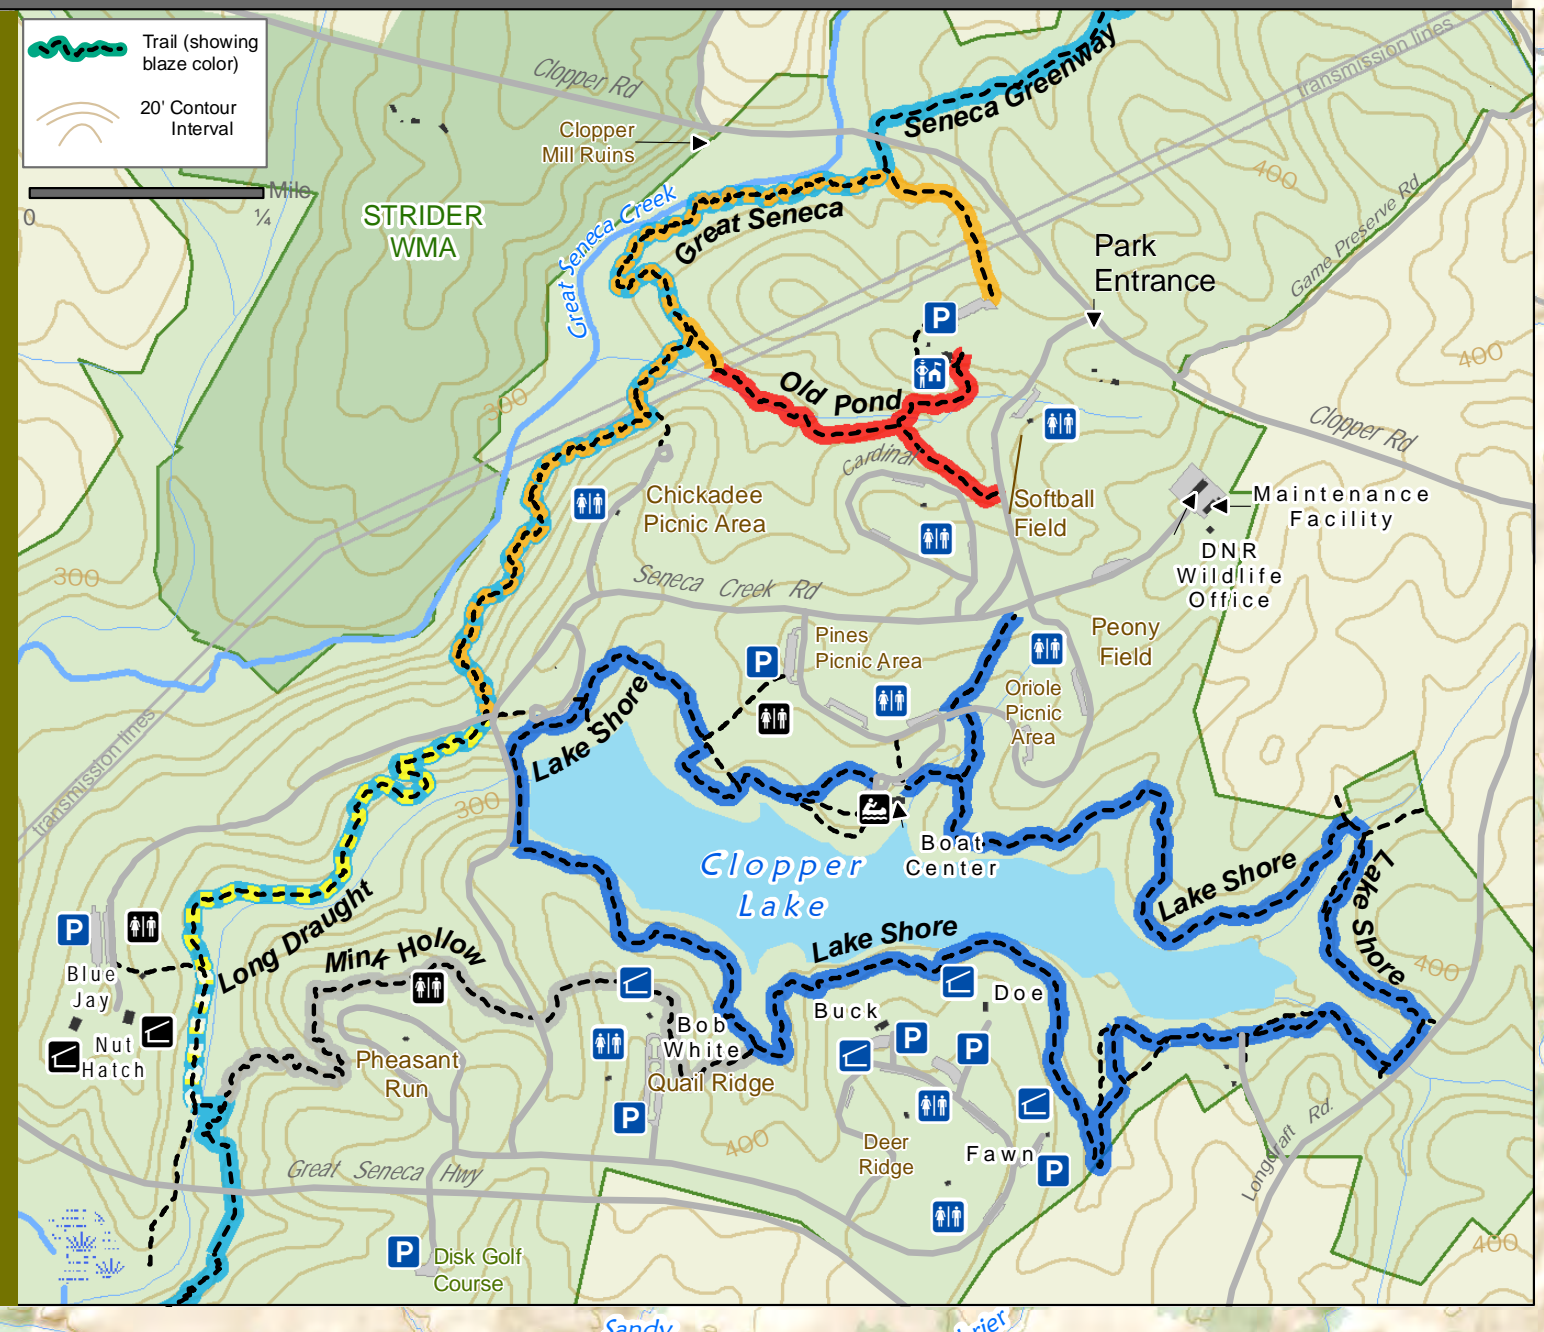 Trail (showing
blaze color)
20' Contour
Interval
Mile
0
¼
Clopper Rd
Clopper
Mill Ruins
STRIDER
WMA
Great Seneca Creek
Great Seneca
Seneca Greenway
transmission lines
400
Game Preserve Rd
Park
Entrance
400
300
P
Old Pond
Cardinal
Clopper Rd
Chickadee
Picnic Area
Softball
Field
Maintenance
Facility
DNR
Wildlife
Office
300
Seneca Creek Rd
Pines
Picnic Area
P
Peony
Field
Oriole
Picnic
Area
transmission lines
Lake Shore
300
Boat
Center
Clopper
Lake
Lake Shore
Lake Shore
Lake Shore
400
Long Draught
Mink Hollow
P
Blue
Jay
Nut
Hatch
Pheasant
Run
Bob
White
Quail Ridge
P
Buck
Doe
P
P
400
Deer
Ridge
Fawn
P
Longdraft Rd.
Great Seneca Hwy
P
Disk Golf
Course
400
Sandy
rier